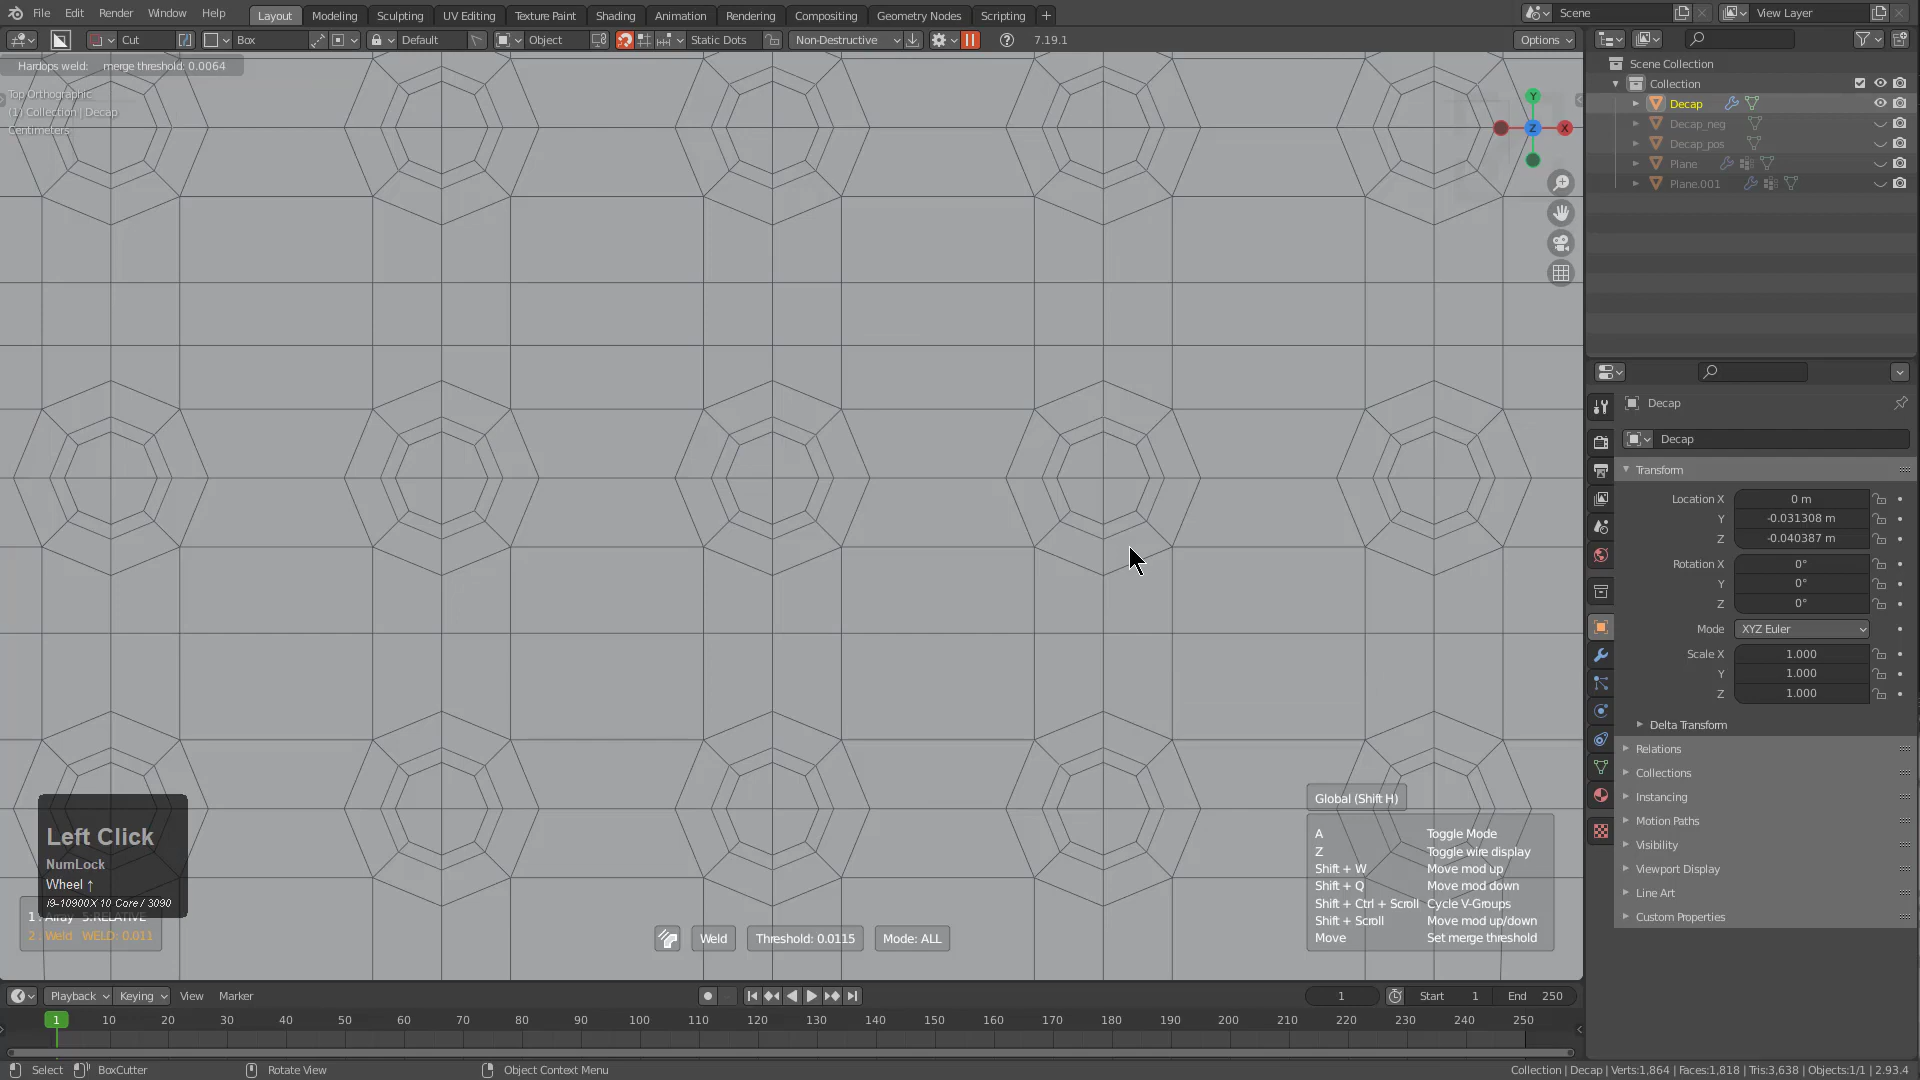 File Edit Render Window Help Layout Modeling Sculpting UV Editing Texture Paint Shading Animation Rendering Compositing Geometry Nodes Scripting + Scene View Layer
Cut Box Default Object Static Dots Non-Destructive 7.19.1 Options
Hardops weld: merge threshold: 0.0064
Top Orthographic
(1) Collection | Decap
Centimeters
Y
Z
X
Scene Collection
Collection
Decap
Decap_neg
Decap_pos
Plane
Plane.001
Decap
Decap
Transform
Location X 0 m
Y -0.031308 m
Z -0.040387 m
Rotation X 0°
Y 0°
Z 0°
Mode XYZ Euler
Scale X 1.000
Y 1.000
Z 1.000
Delta Transform
Relations
Collections
Instancing
Motion Paths
Visibility
Viewport Display
Line Art
Custom Properties
Left Click
NumLock
Wheel ↑
i9-10900X 10 Core / 3090
1 : Array 5:RELATIVE
2 : Weld WELD: 0.011
Weld Threshold: 0.0115 Mode: ALL
Global (Shift H)
A Toggle Mode
Z Toggle wire display
Shift + W Move mod up
Shift + Q Move mod down
Shift + Ctrl + Scroll Cycle V-Groups
Shift + Scroll Move mod up/down
Move Set merge threshold
Playback Keying View Marker 1 Start 1 End 250
1 10 20 30 40 50 60 70 80 90 100 110 120 130 140 150 160 170 180 190 200 210 220 230 240 250
Select BoxCutter Rotate View Object Context Menu Collection | Decap | Verts:1,864 | Faces:1,818 | Tris:3,638 | Objects:1/1 | 2.93.4